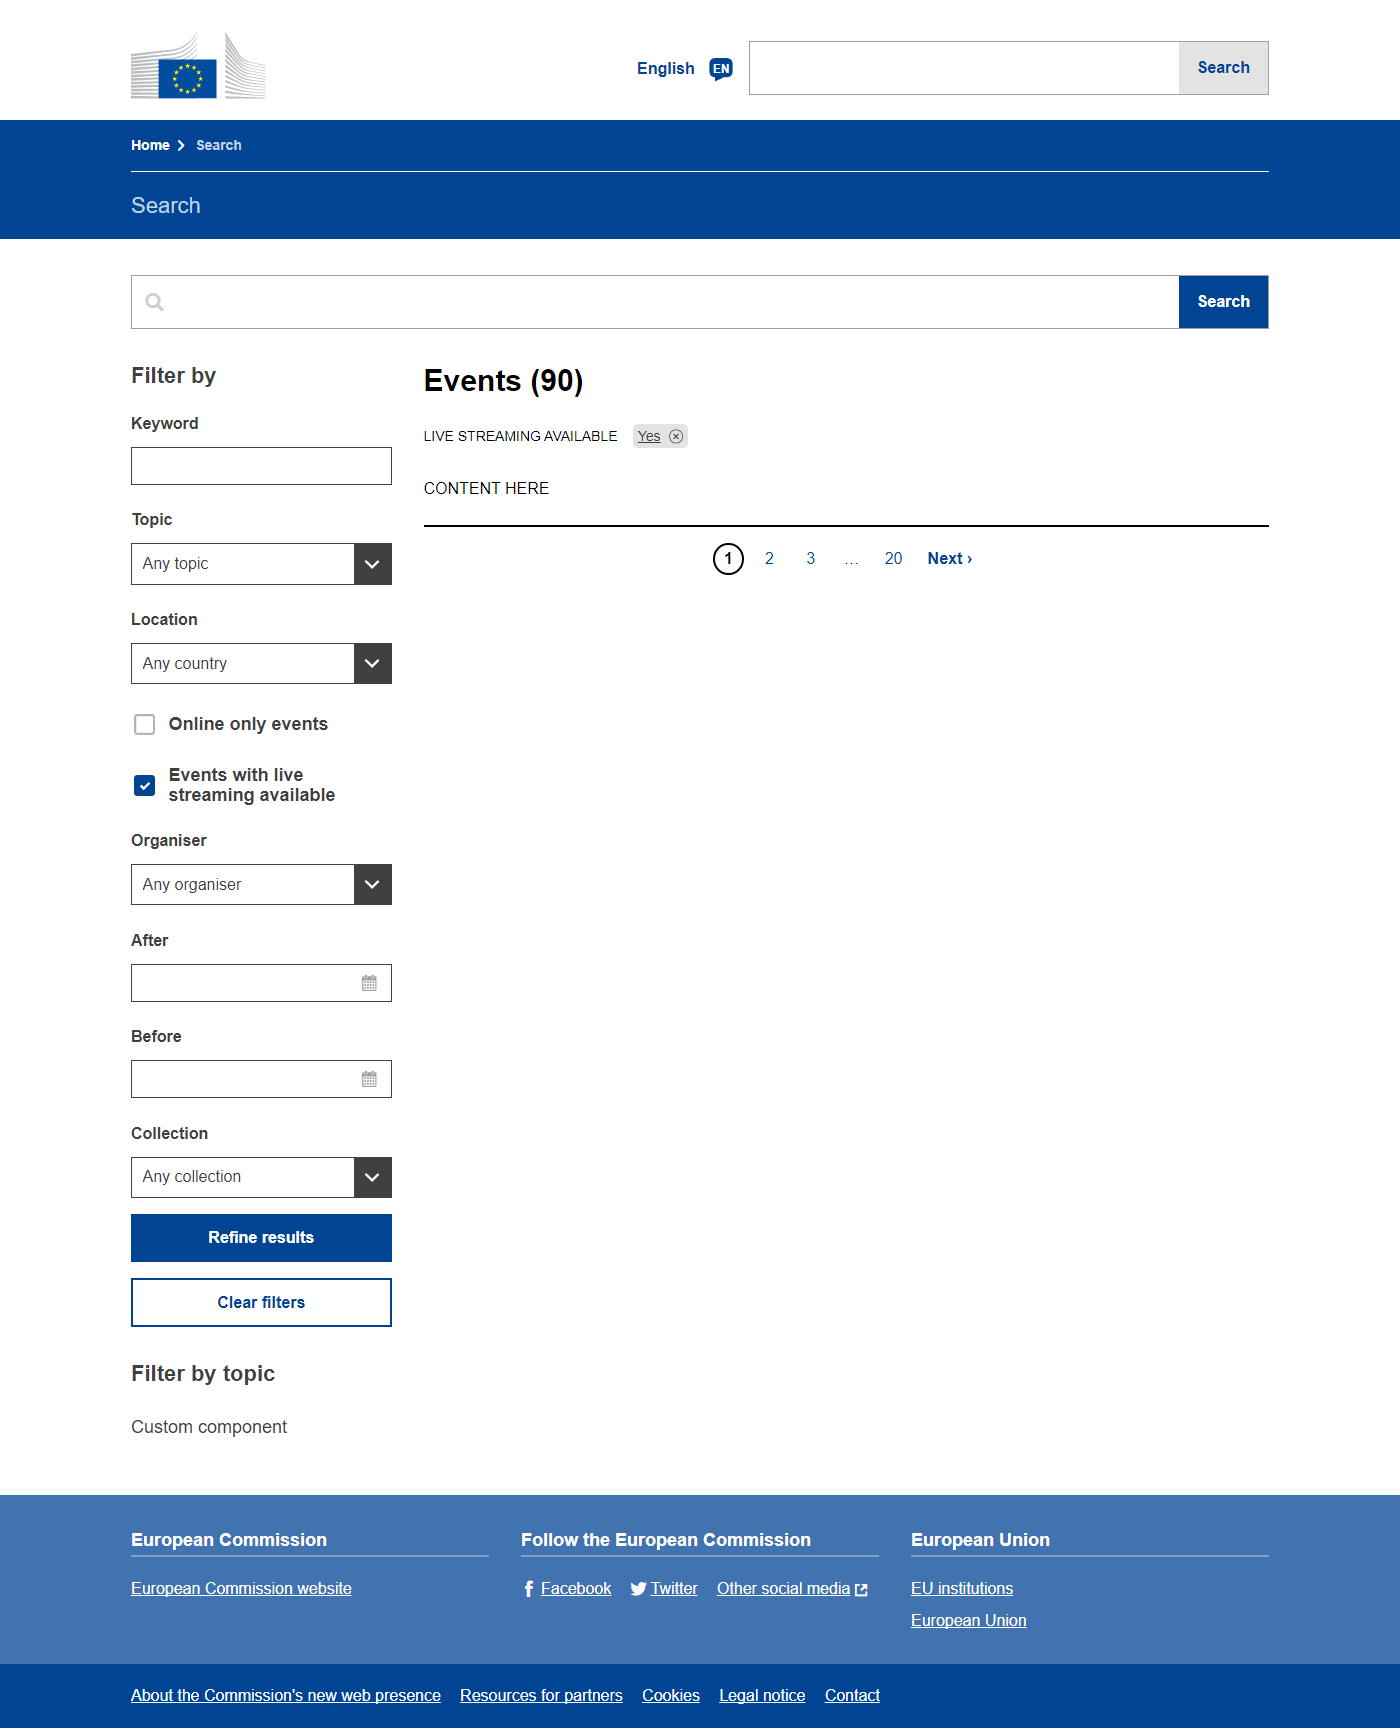 English EN Search
Home Search
Search
Search
Filter by
Keyword
Topic
Any topic
Location
Any country
Online only events
Events with live
streaming available
Organiser
Any organiser
After
Before
Collection
Any collection
Refine results
Clear filters
Filter by topic
Custom component
Events (90)
LIVE STREAMING AVAILABLE Yes
CONTENT HERE
1 2 3 … 20 Next ›
European Commission
European Commission website
Follow the European Commission
Facebook Twitter Other social media
European Union
EU institutions
European Union
About the Commission's new web presence Resources for partners Cookies Legal notice Contact